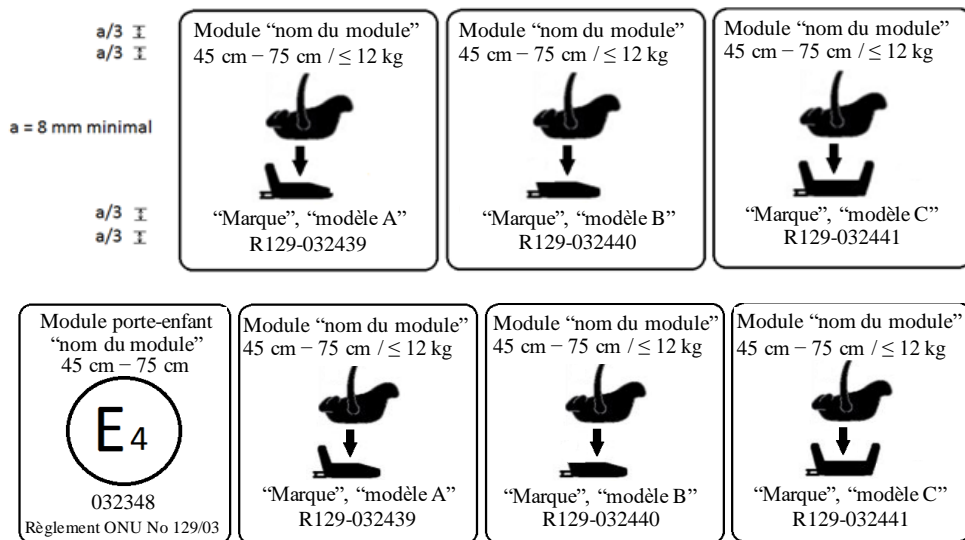 a/3
a/3
a = 8 mm minimal
a/3
a/3
Module “nom du module”
45 cm – 75 cm / ≤ 12 kg
“Marque”, “modèle A”
R129-032439
Module “nom du module”
45 cm – 75 cm / ≤ 12 kg
“Marque”, “modèle B”
R129-032440
Module “nom du module”
45 cm – 75 cm / ≤ 12 kg
“Marque”, “modèle C”
R129-032441
Module porte-enfant
“nom du module”
45 cm – 75 cm
E4
032348
Règlement ONU No 129/03
Module “nom du module”
45 cm – 75 cm / ≤ 12 kg
“Marque”, “modèle A”
R129-032439
Module “nom du module”
45 cm – 75 cm / ≤ 12 kg
“Marque”, “modèle B”
R129-032440
Module “nom du module”
45 cm – 75 cm / ≤ 12 kg
“Marque”, “modèle C”
R129-032441